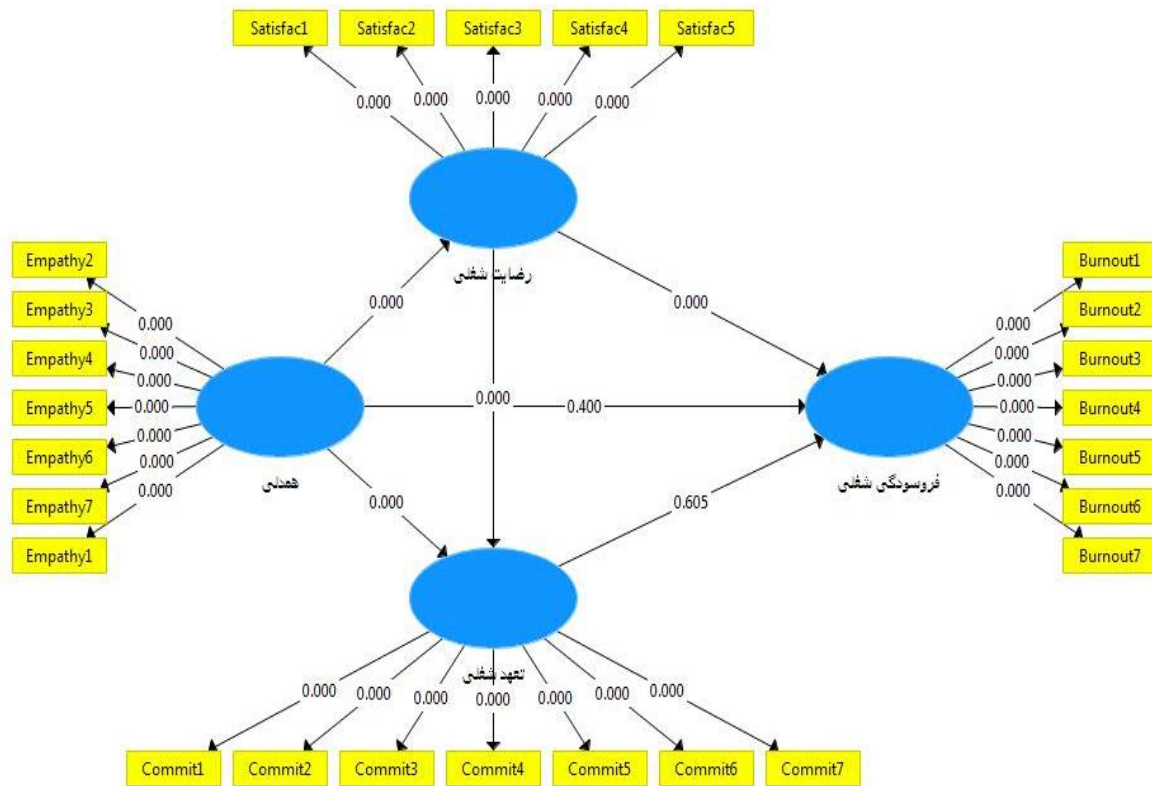 Satisfac1 Satisfac2 Satisfac3 Satisfac4 Satisfac5
0.000 0.000 0.000 0.000 0.000
رضایت شغلی
Empathy2
Empathy3
Empathy4
Empathy5
Empathy6
Empathy7
Empathy1
0.000
0.000
0.000
0.000
0.000
0.000
0.000
همدلی
0.000
0.000
0.000
0.400
0.000
0.605
Burnout1
Burnout2
Burnout3
Burnout4
Burnout5
Burnout6
Burnout7
0.000
0.000
0.000
0.000
0.000
0.000
0.000
فروسودگی شغلی
تعهد شغلی
0.000 0.000 0.000 0.000 0.000 0.000 0.000
Commit1 Commit2 Commit3 Commit4 Commit5 Commit6 Commit7